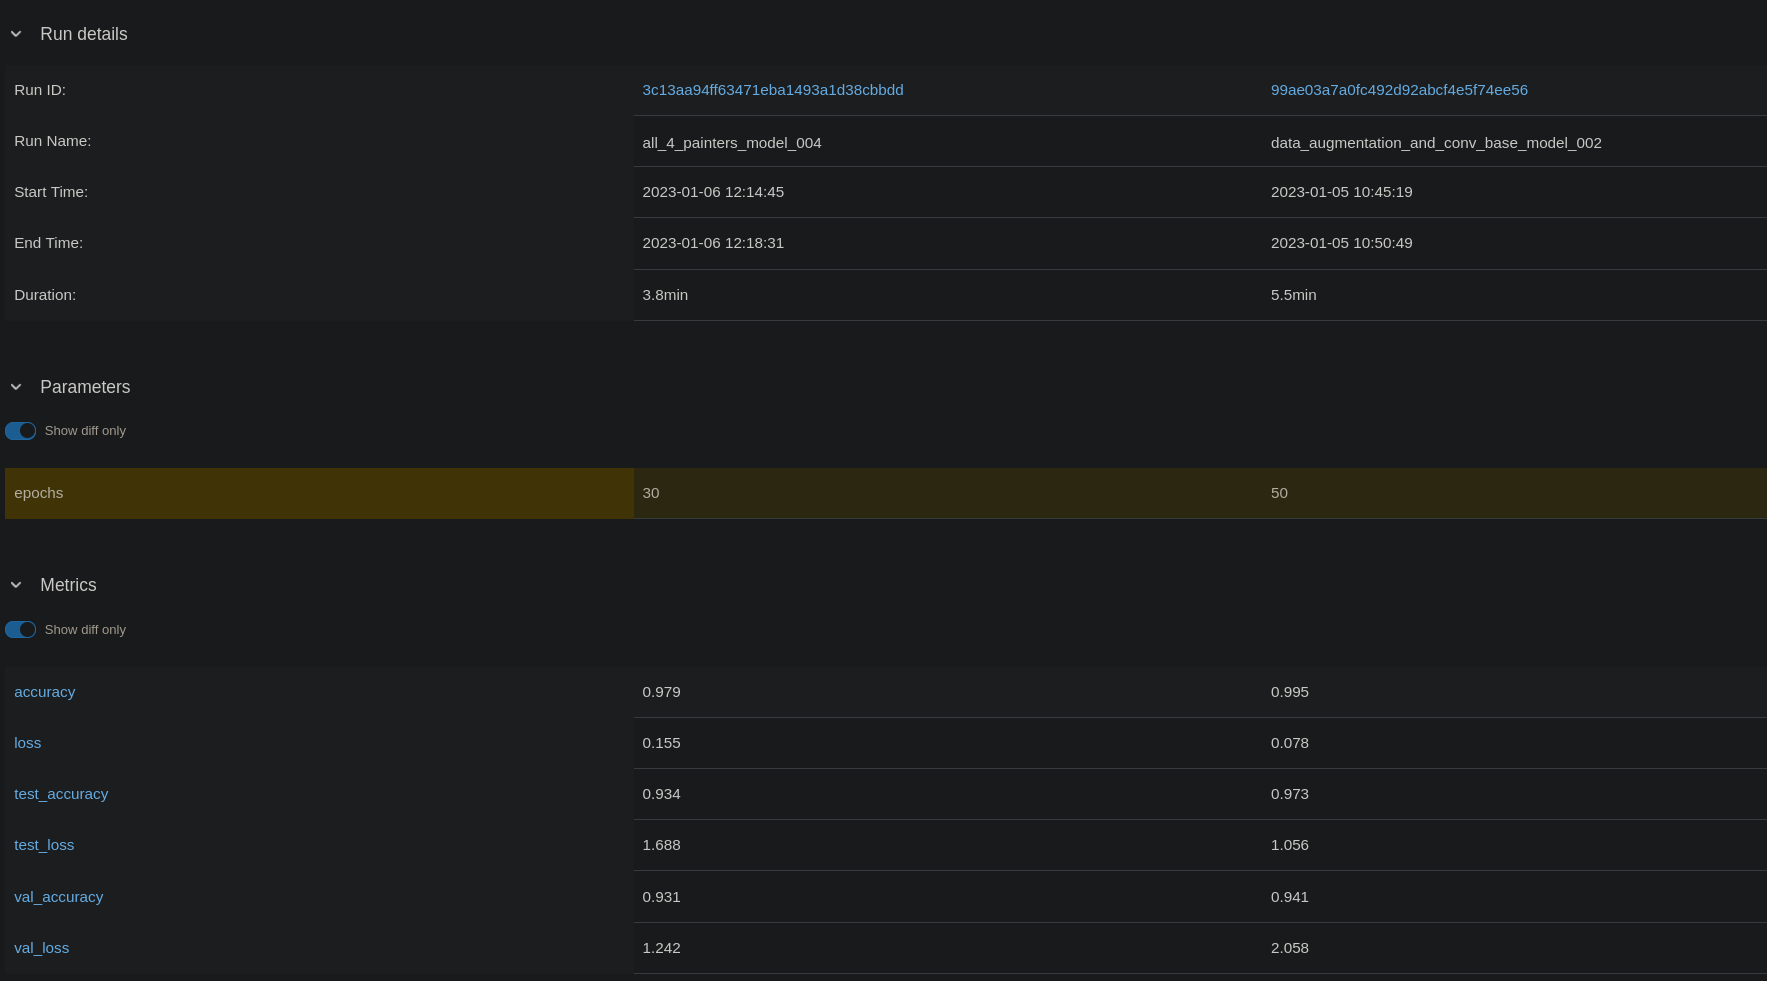 Run details
Run ID: 3c13aa94ff63471eba1493a1d38cbbdd 99ae03a7a0fc492d92abcf4e5f74ee56
Run Name: all_4_painters_model_004 data_augmentation_and_conv_base_model_002
Start Time: 2023-01-06 12:14:45 2023-01-05 10:45:19
End Time: 2023-01-06 12:18:31 2023-01-05 10:50:49
Duration: 3.8min 5.5min
Parameters
Show diff only
epochs 30 50
Metrics
Show diff only
accuracy 0.979 0.995
loss 0.155 0.078
test_accuracy 0.934 0.973
test_loss 1.688 1.056
val_accuracy 0.931 0.941
val_loss 1.242 2.058